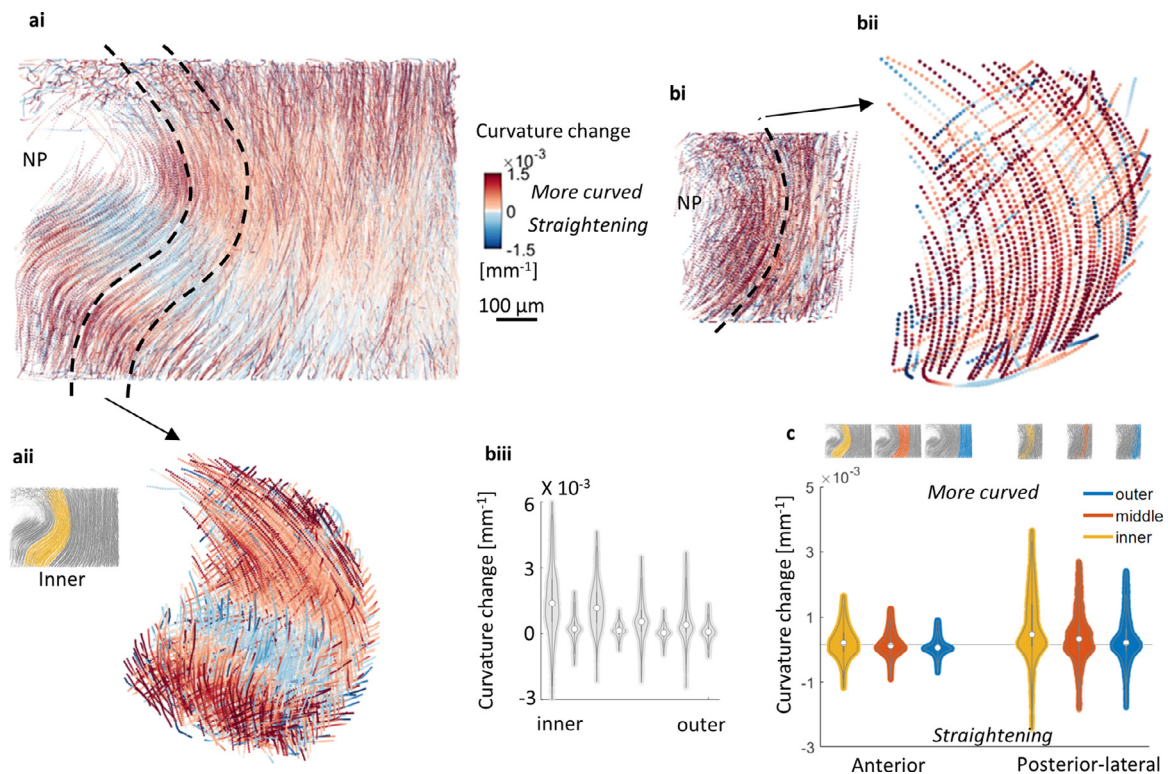 ai
NP
Curvature change
× 10⁻³
1.5
More curved
0
Straightening
-1.5
[mm⁻¹]
100 µm
bi
NP
bii
aii
Inner
biii
X 10⁻³
Curvature change [mm⁻¹]
6
3
0
-3
inner outer
c
× 10⁻³
Curvature change [mm⁻¹]
5
3
1
-1
-3
More curved
outer
middle
inner
Straightening
Anterior Posterior-lateral